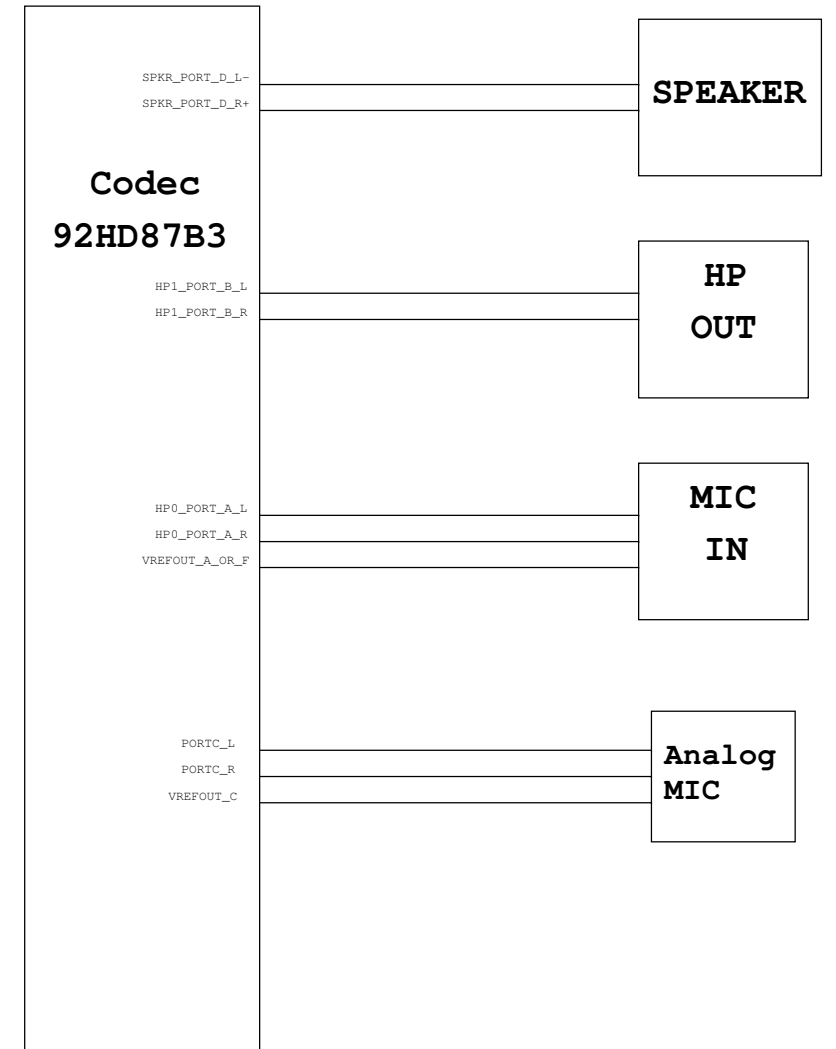 SPKR_PORT_D_L-
SPKR_PORT_D_R+
SPEAKER
Codec
92HD87B3
HP1_PORT_B_L
HP1_PORT_B_R
HP
OUT
HP0_PORT_A_L
HP0_PORT_A_R
VREFOUT_A_OR_F
MIC
IN
PORTC_L
PORTC_R
VREFOUT_C
Analog
MIC